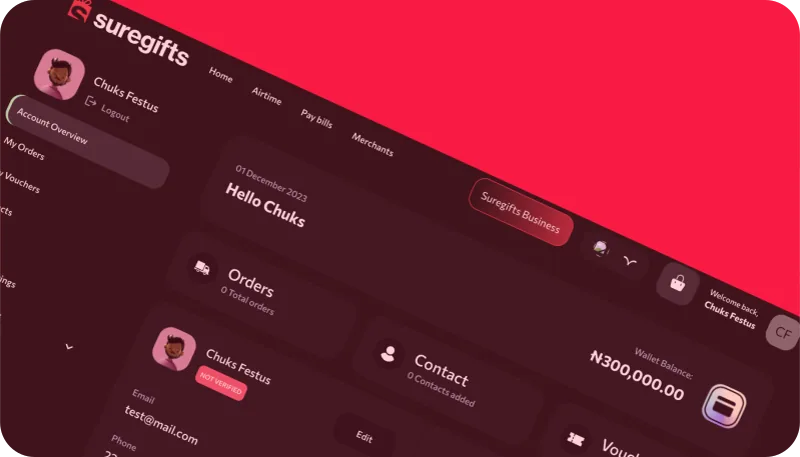 suregifts
Home
Airtime
Pay bills
Merchants
Suregifts Business
Welcome back,
Chuks Festus
CF
Chuks Festus
Logout
Account Overview
My Orders
Vouchers
01 December 2023
Hello Chuks
Wallet Balance:
₦300,000.00
Orders
0 Total orders
Contact
0 Contacts added
Chuks Festus
NOT VERIFIED
Email
test@mail.com
Phone
Edit